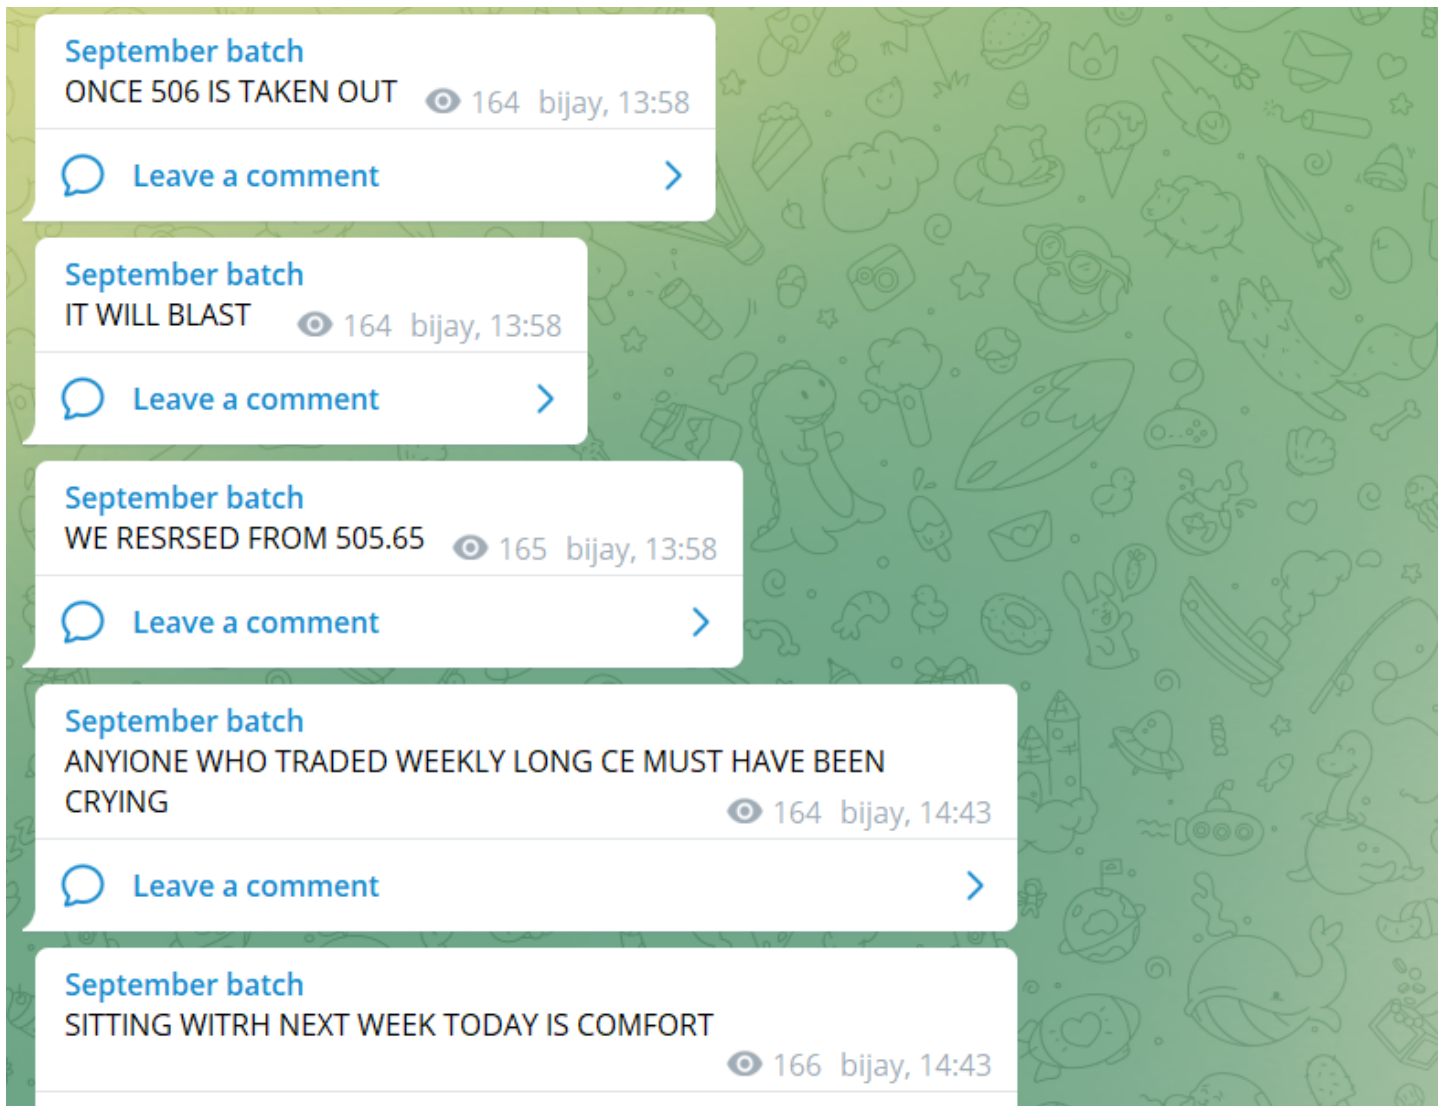 September batch
ONCE 506 IS TAKEN OUT
164 bijay, 13:58
Leave a comment
September batch
IT WILL BLAST
164 bijay, 13:58
Leave a comment
September batch
WE RESRSED FROM 505.65
165 bijay, 13:58
Leave a comment
September batch
ANYIONE WHO TRADED WEEKLY LONG CE MUST HAVE BEEN
CRYING
164 bijay, 14:43
Leave a comment
September batch
SITTING WITRH NEXT WEEK TODAY IS COMFORT
166 bijay, 14:43